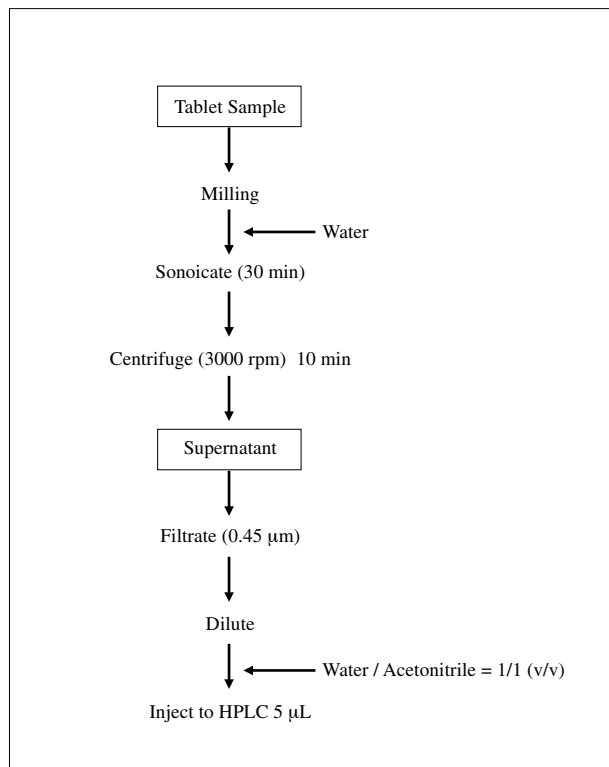 Tablet Sample
Milling
Water
Sonoicate (30 min)
Centrifuge (3000 rpm)  10 min
Supernatant
Filtrate (0.45 μm)
Dilute
Water / Acetonitrile = 1/1 (v/v)
Inject to HPLC 5 μL